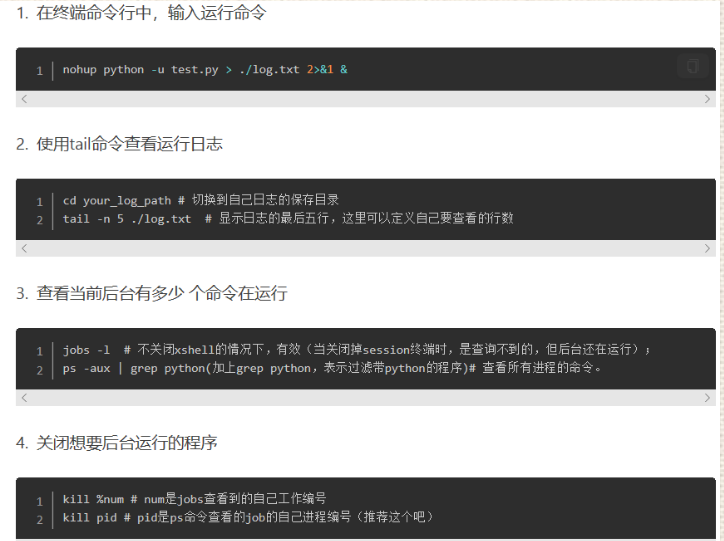 1. 在终端命令行中，输入运行命令
1 nohup python -u test.py > ./log.txt 2>&1 &
2. 使用tail命令查看运行日志
1 cd your_log_path # 切换到自己日志的保存目录
2 tail -n 5 ./log.txt # 显示日志的最后五行，这里可以定义自己要查看的行数
3. 查看当前后台有多少 个命令在运行
1 jobs -l # 不关闭xshell的情况下，有效（当关闭掉session终端时，是查询不到的，但后台还在运行）；
2 ps -aux | grep python(加上grep python，表示过滤带python的程序)# 查看所有进程的命令。
4. 关闭想要后台运行的程序
1 kill %num # num是jobs查看到的自己工作编号
2 kill pid # pid是ps命令查看的job的自己进程编号（推荐这个吧）